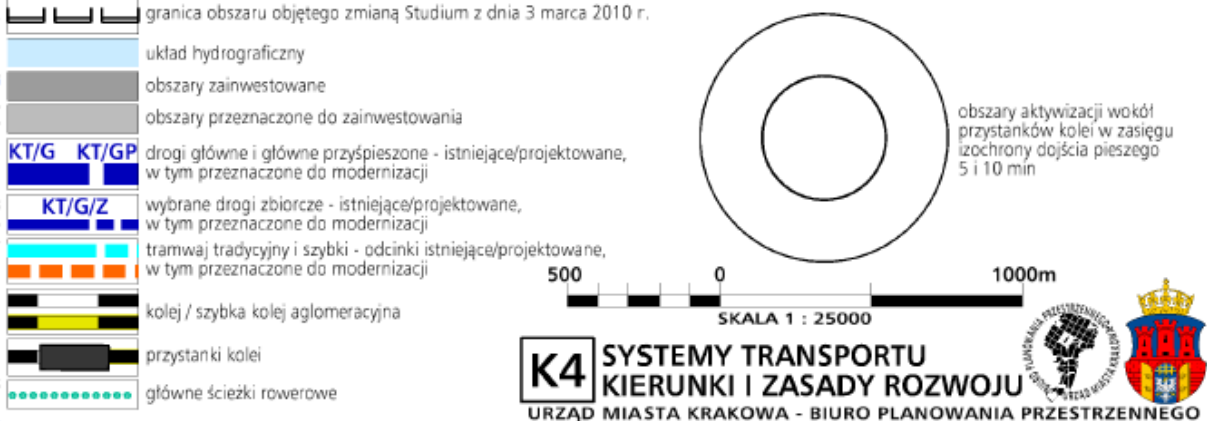 granica obszaru objętego zmianą Studium z dnia 3 marca 2010 r.
układ hydrograficzny
obszary zainwestowane
obszary przeznaczone do zainwestowania
KT/G KT/GP
drogi główne i główne przyśpieszone - istniejące/projektowane,
w tym przeznaczone do modernizacji
KT/G/Z
wybrane drogi zbiorcze - istniejące/projektowane,
w tym przeznaczone do modernizacji
tramwaj tradycyjny i szybki - odcinki istniejące/projektowane,
w tym przeznaczone do modernizacji
kolej / szybka kolej aglomeracyjna
przystanki kolei
główne ścieżki rowerowe
obszary aktywizacji wokół
przystanków kolei w zasięgu
izochrony dojścia pieszego
5 i 10 min
500 0 1000m
SKALA 1 : 25000
K4
SYSTEMY TRANSPORTU
KIERUNKI I ZASADY ROZWOJU
URZĄD MIASTA KRAKOWA - BIURO PLANOWANIA PRZESTRZENNEGO